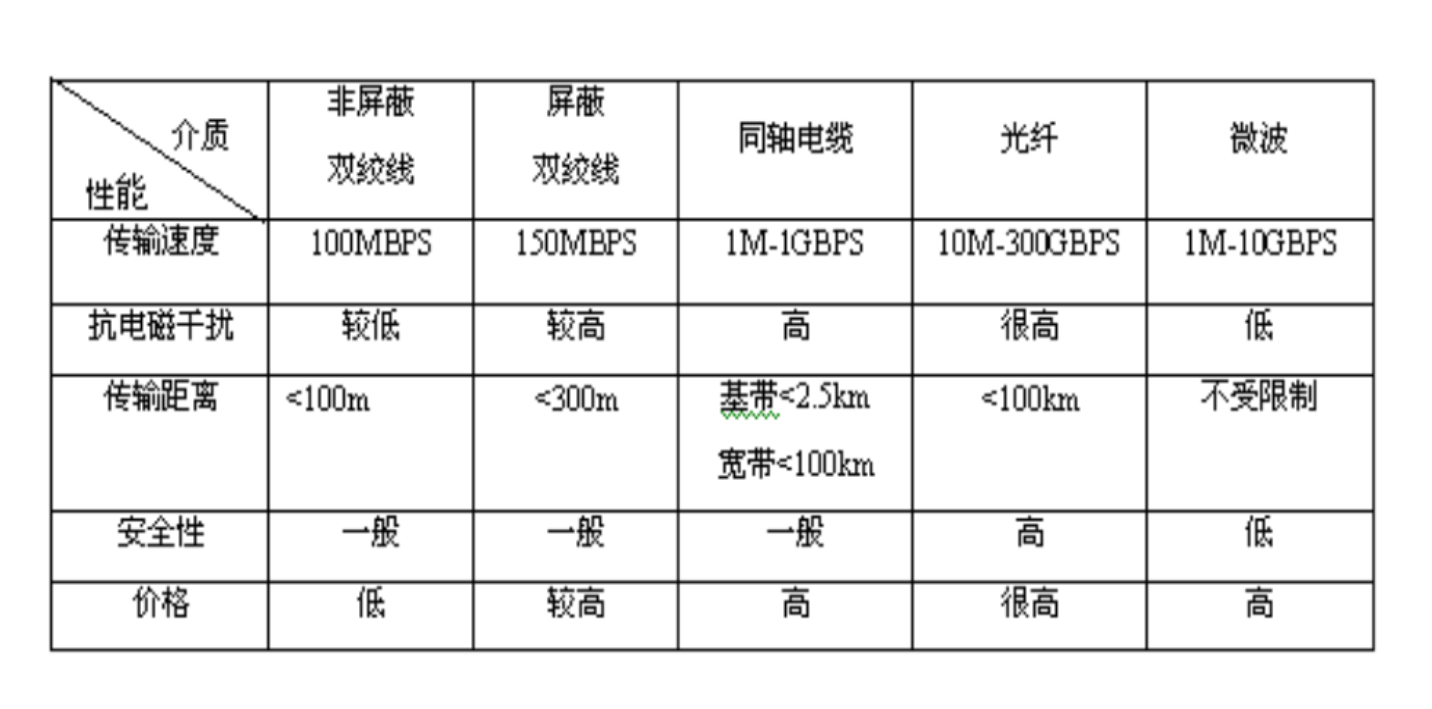 介质
性能
非屏蔽
双绞线
屏蔽
双绞线
同轴电缆
光纤
微波
传输速度
100MBPS
150MBPS
1M-1GBPS
10M-300GBPS
1M-10GBPS
抗电磁干扰
较低
较高
高
很高
低
传输距离
<100m
<300m
基带<2.5km
宽带<100km
<100km
不受限制
安全性
一般
一般
一般
高
低
价格
低
较高
高
很高
高